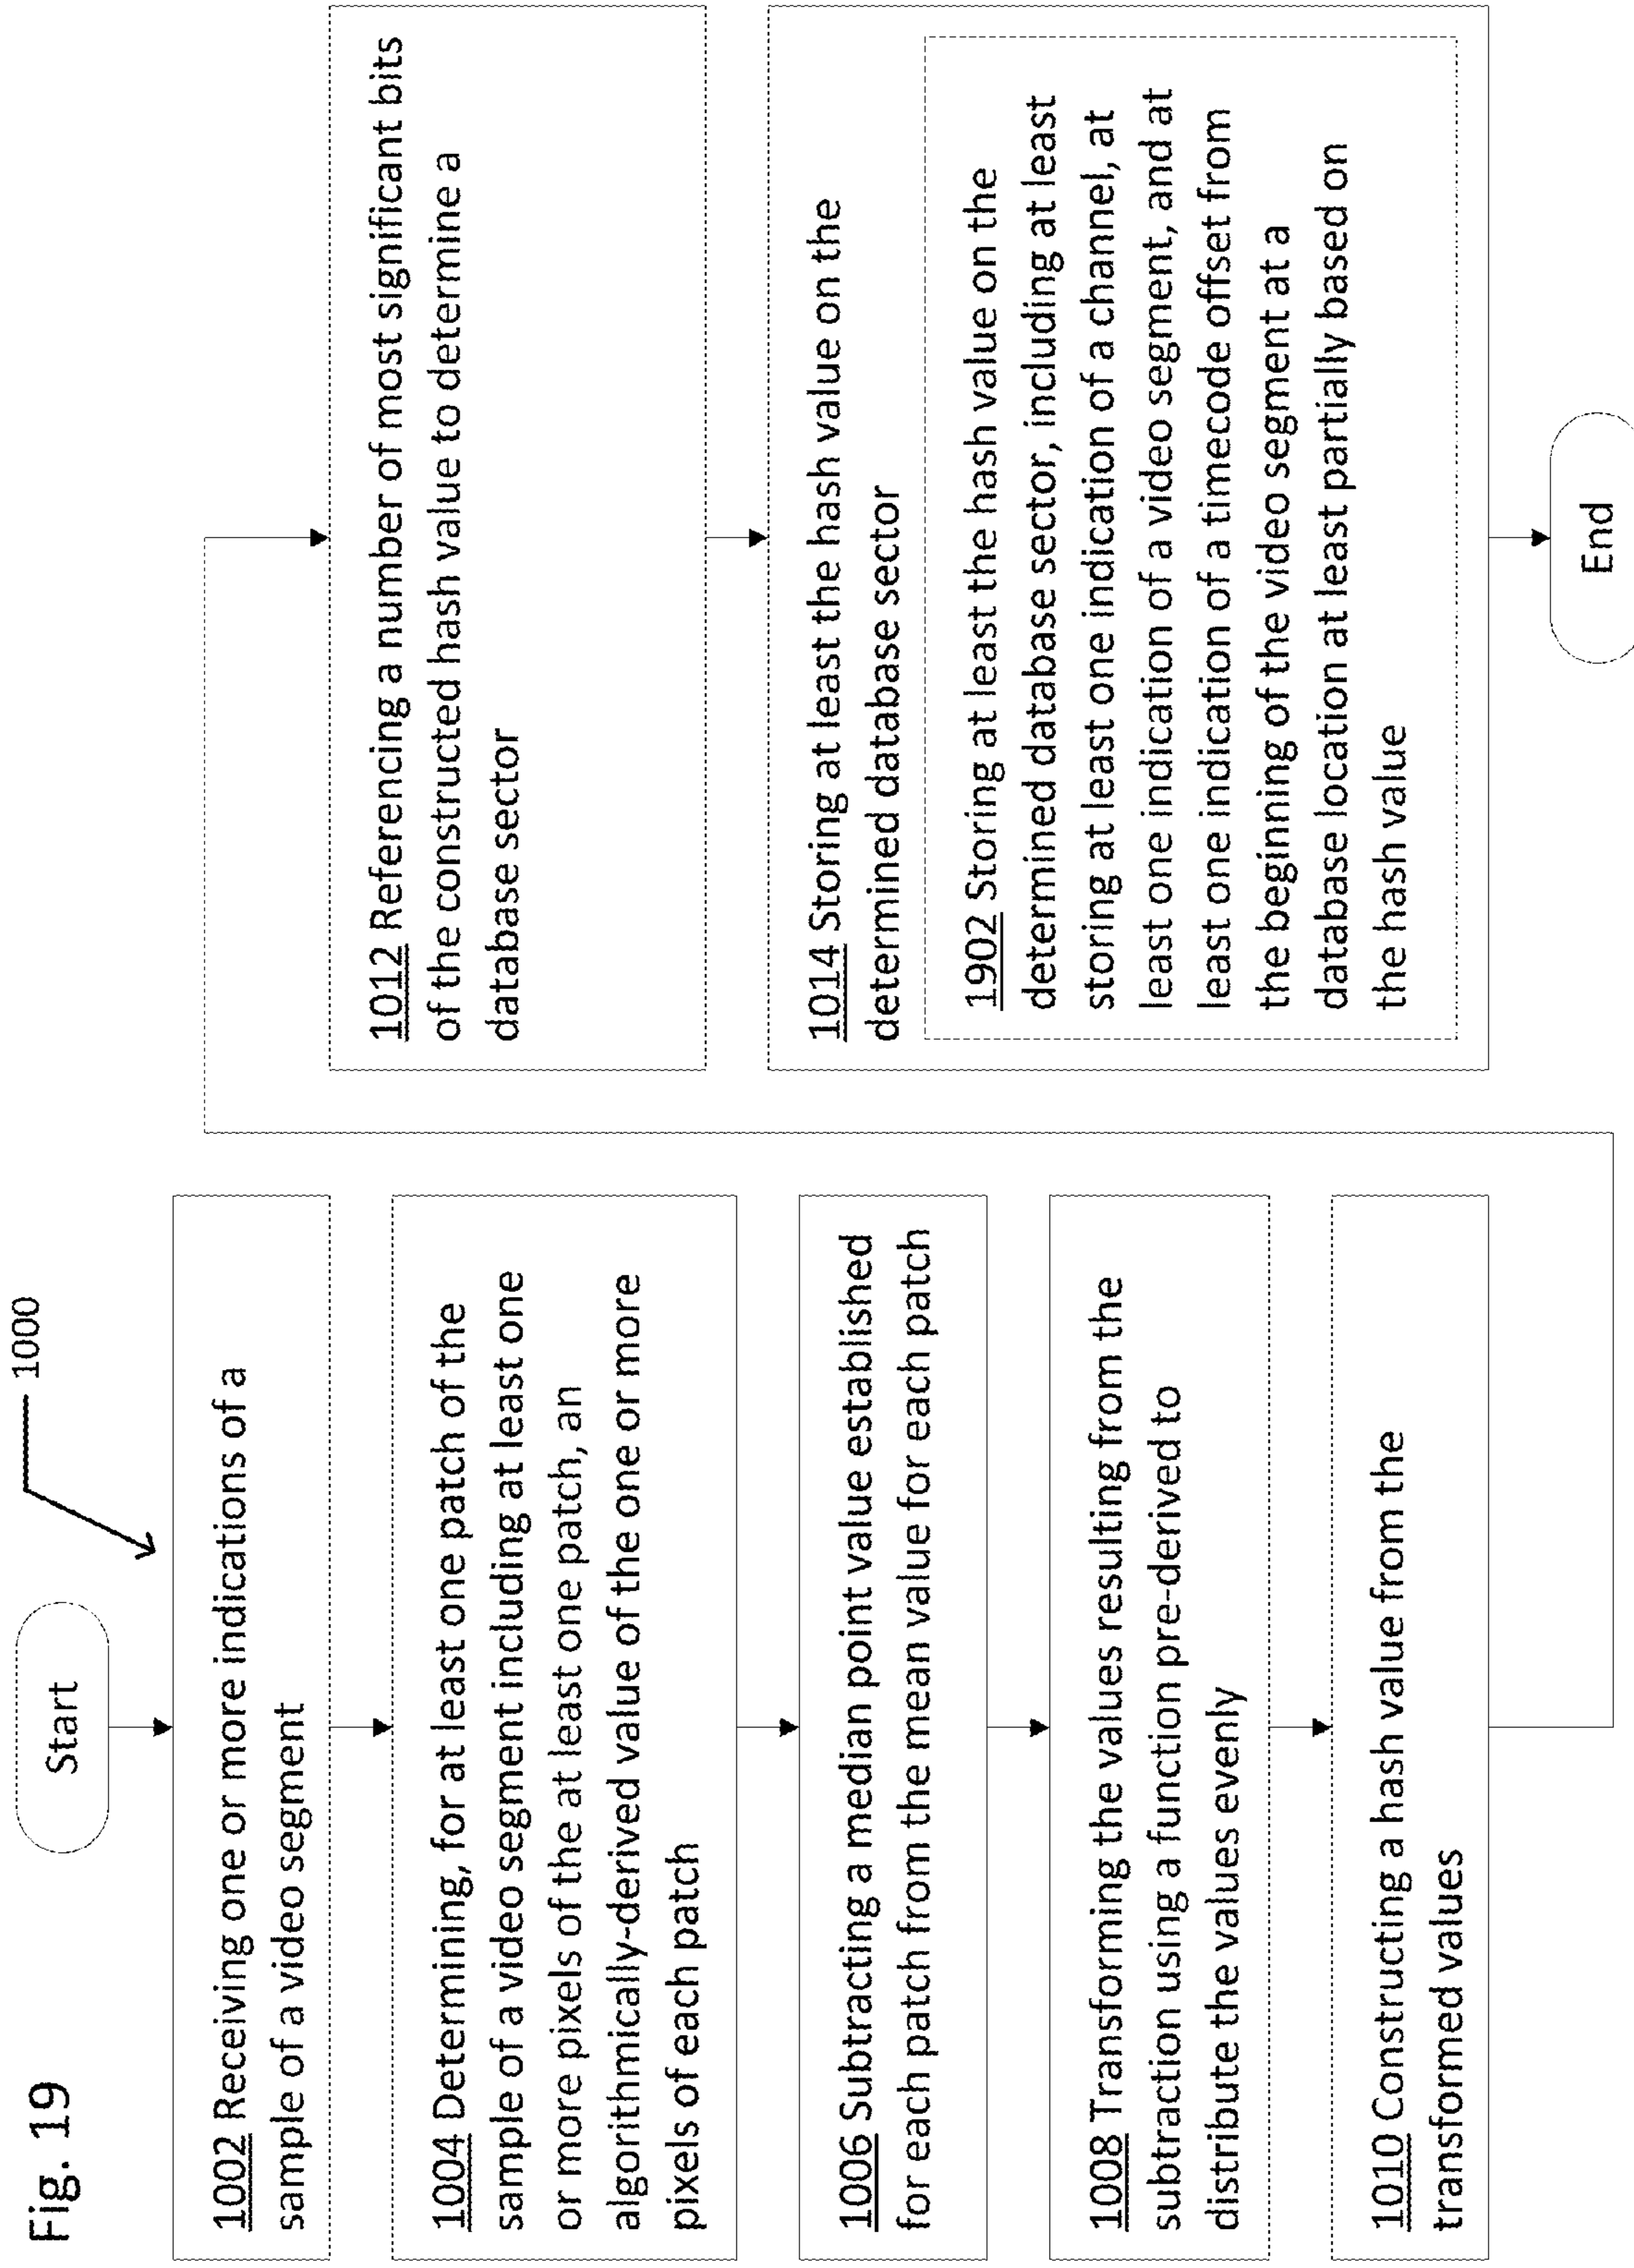 Fig. 19
Start
1000
1002 Receiving one or more indications of a
sample of a video segment
1004 Determining, for at least one patch of the
sample of a video segment including at least one
or more pixels of the at least one patch, an
algorithmically-derived value of the one or more
pixels of each patch
1006 Subtracting a median point value established
for each patch from the mean value for each patch
1008 Transforming the values resulting from the
subtraction using a function pre-derived to
distribute the values evenly
1010 Constructing a hash value from the
transformed values
1012 Referencing a number of most significant bits
of the constructed hash value to determine a
database sector
1014 Storing at least the hash value on the
determined database sector
1902 Storing at least the hash value on the
determined database sector, including at least
storing at least one indication of a channel, at
least one indication of a video segment, and at
least one indication of a timecode offset from
the beginning of the video segment at a
database location at least partially based on
the hash value
End